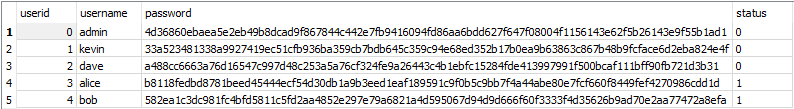 userid username password status
1 0 admin 4d36860ebaea5e2eb49b8dcad9f867844c442e7fb9416094fd86aa6bdd627f647f08004f1156143e62f5b26143e9f55b1ad1 0
2 1 kevin 33a523481338a9927419ec51cfb936ba359cb7bdb645c359c94e68ed352b17b0ea9b63863c867b48b9fcface6d2eba824e4f 0
3 2 dave a488cc6663a76d16547c997d48c253a5a76cf324fe9a26443c4b1ebfc15284fde413997991f500bcaf111bff90fb721d3b31 0
4 3 alice b8118fedbd8781beed45444ecf54d30db1a9b3eed1eaf189591c9f0b5c9bb7f4a44abe80e7fcf660f8449fef4270986cdd1d 1
5 4 bob 582ea1c3dc981fc4bfd5811c5fd2aa4852e297e79a6821a4d595067d94d9d666f60f3333f4d35626b9ad70e2aa77472a8efa 1